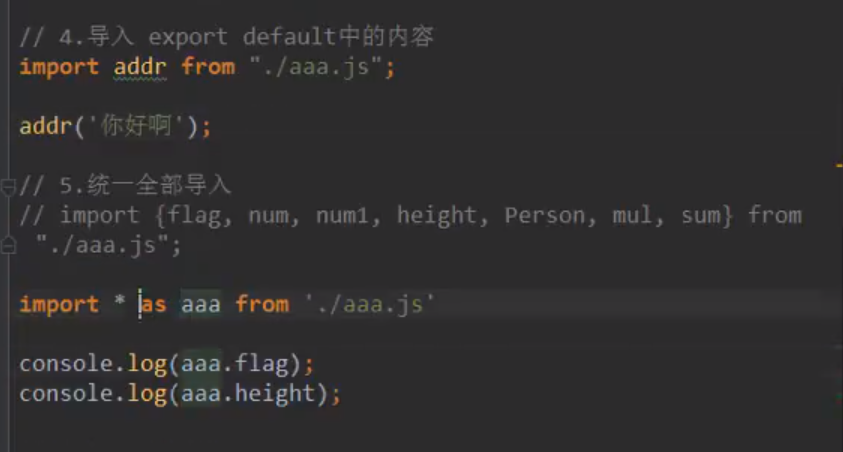 // 4.导入 export default中的内容
import addr from "./aaa.js";
addr('你好啊');
// 5.统一全部导入
// import {flag, num, num1, height, Person, mul, sum} from
"./aaa.js";
import * as aaa from './aaa.js'
console.log(aaa.flag);
console.log(aaa.height);